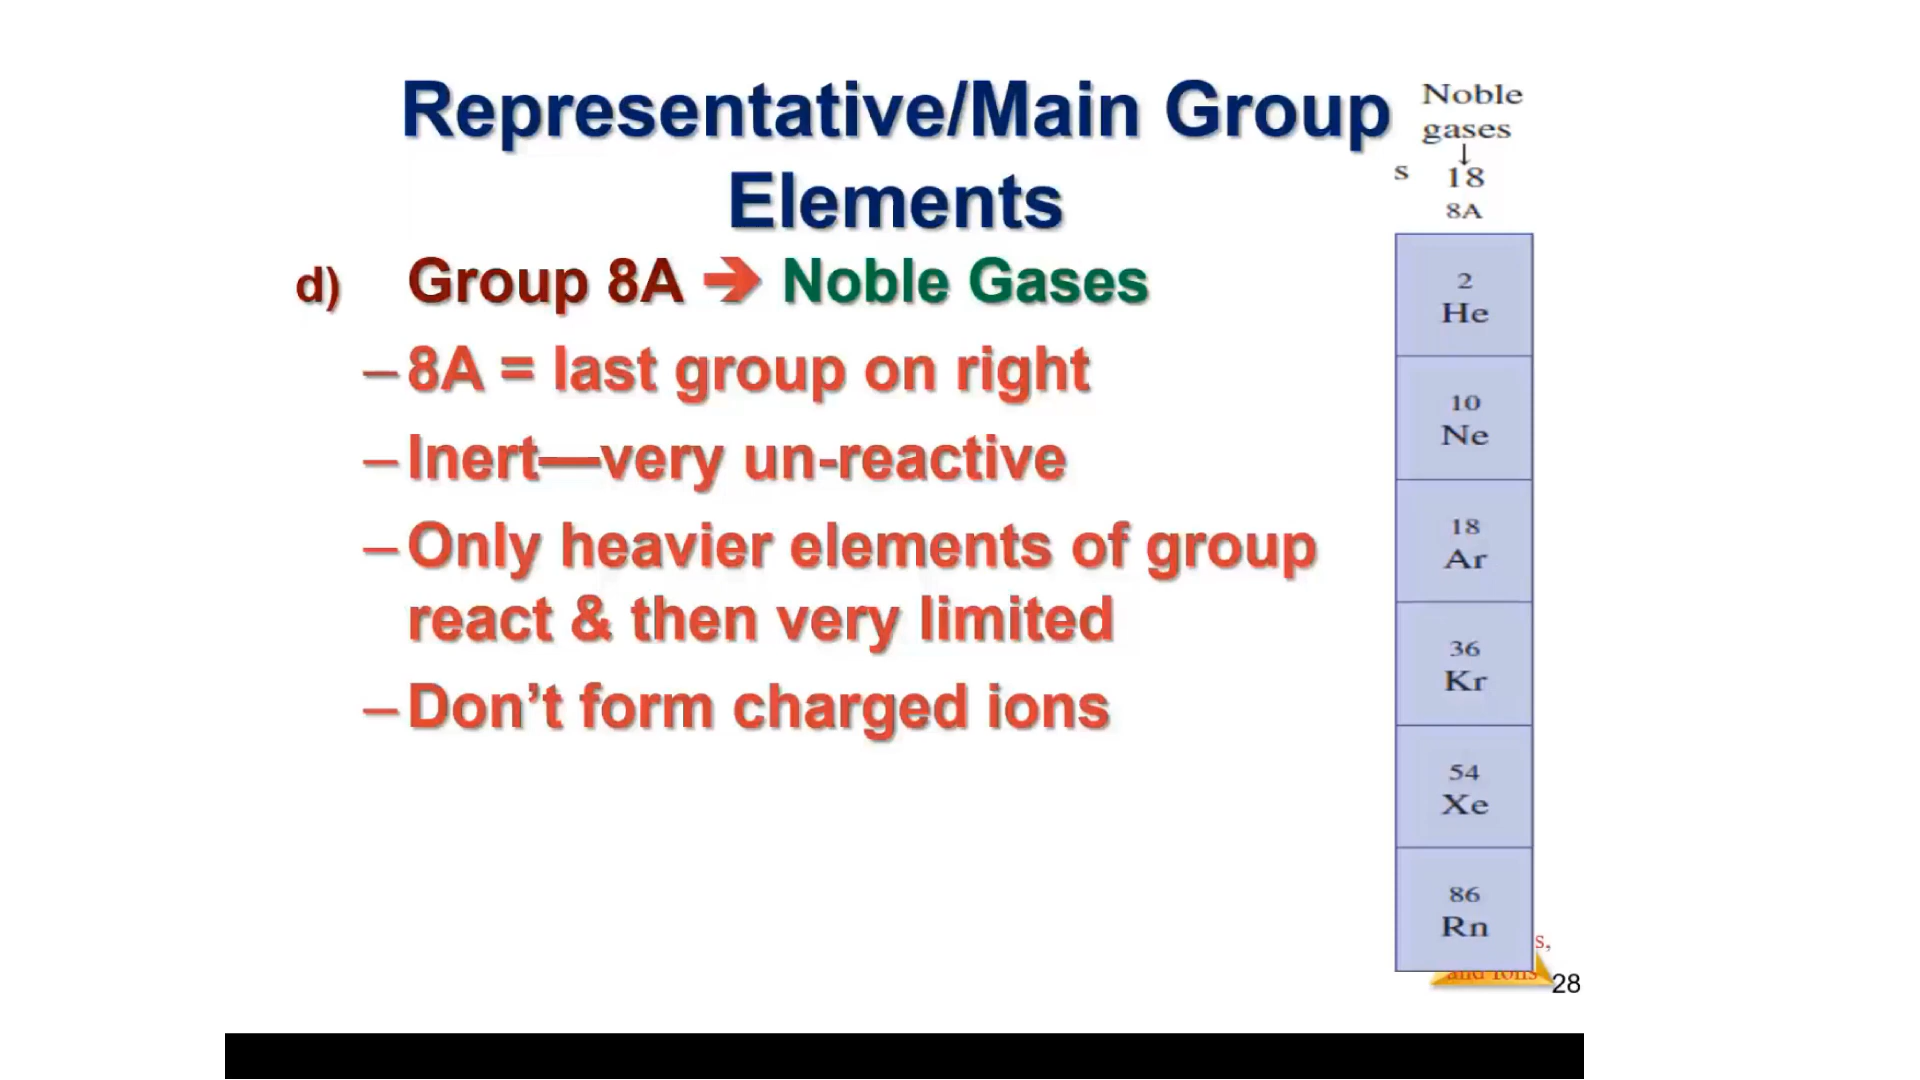 Representative/Main Group
Elements
d) Group 8A ➔ Noble Gases
– 8A = last group on right
– Inert—very un-reactive
– Only heavier elements of group
react & then very limited
– Don’t form charged ions
Noble
gases
↓
s 18
8A
2
He
10
Ne
18
Ar
36
Kr
54
Xe
86
Rn
s,
and Ions
28